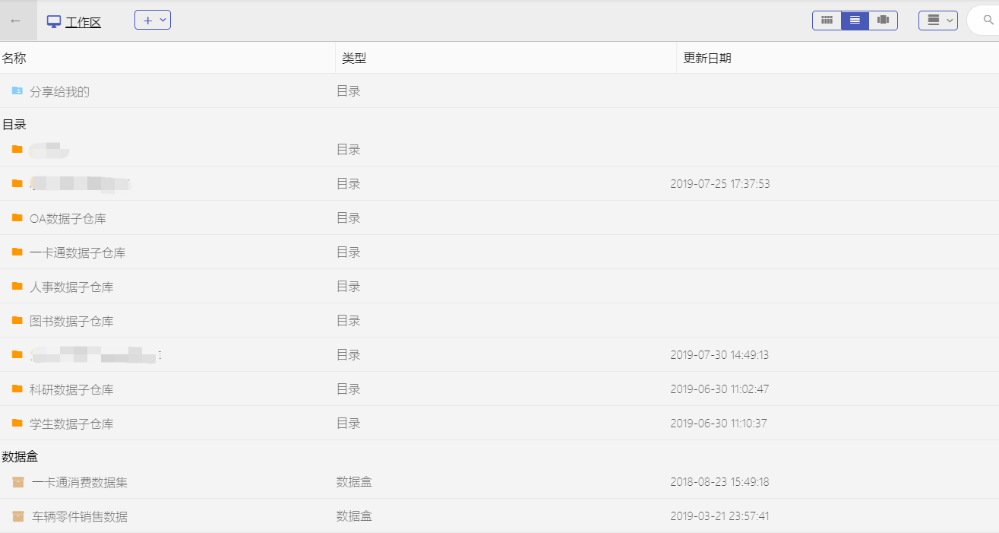 工作区
名称 类型 更新日期
分享给我的 目录
目录
目录
目录 2019-07-25 17:37:53
OA数据子仓库 目录
一卡通数据子仓库 目录
人事数据子仓库 目录
图书数据子仓库 目录
目录 2019-07-30 14:49:13
科研数据子仓库 目录 2019-06-30 11:02:47
学生数据子仓库 目录 2019-06-30 11:10:37
数据盒
一卡通消费数据集 数据盒 2018-08-23 15:49:18
车辆零件销售数据 数据盒 2019-03-21 23:57:41